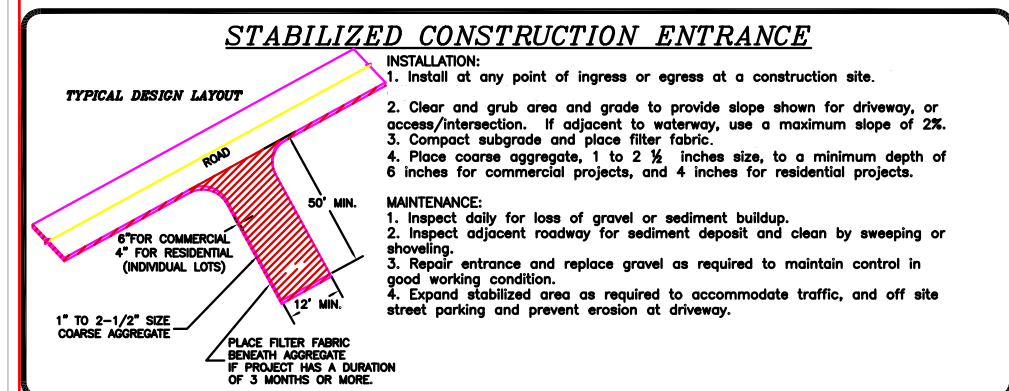 STABILIZED CONSTRUCTION ENTRANCE
TYPICAL DESIGN LAYOUT
ROAD
50' MIN.
6"FOR COMMERCIAL
4" FOR RESIDENTIAL
(INDIVIDUAL LOTS)
12' MIN.
1" TO 2-1/2" SIZE
COARSE AGGREGATE
PLACE FILTER FABRIC
BENEATH AGGREGATE
IF PROJECT HAS A DURATION
OF 3 MONTHS OR MORE.
INSTALLATION:
1. Install at any point of ingress or egress at a construction site.
2. Clear and grub area and grade to provide slope shown for driveway, or
access/intersection. If adjacent to waterway, use a maximum slope of 2%.
3. Compact subgrade and place filter fabric.
4. Place coarse aggregate, 1 to 2 ½ inches size, to a minimum depth of
6 inches for commercial projects, and 4 inches for residential projects.
MAINTENANCE:
1. Inspect daily for loss of gravel or sediment buildup.
2. Inspect adjacent roadway for sediment deposit and clean by sweeping or
shoveling.
3. Repair entrance and replace gravel as required to maintain control in
good working condition.
4. Expand stabilized area as required to accommodate traffic, and off site
street parking and prevent erosion at driveway.